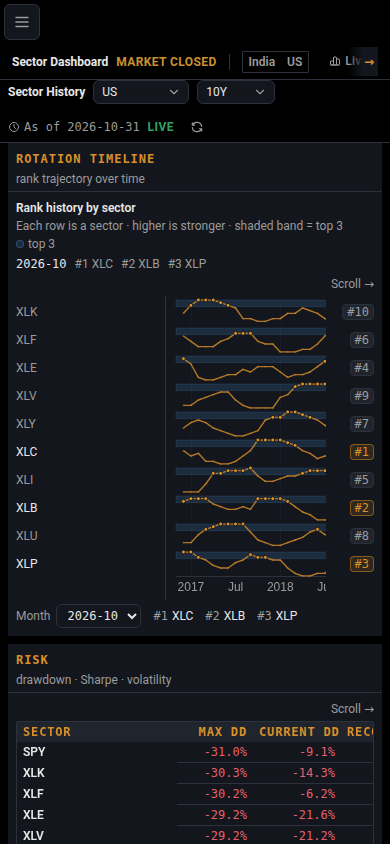 Sector Dashboard MARKET CLOSED India US Liv →
Sector History US 10Y
As of 2026-10-31 LIVE
ROTATION TIMELINE
rank trajectory over time
Rank history by sector
Each row is a sector · higher is stronger · shaded band = top 3
top 3
2026-10 #1 XLC #2 XLB #3 XLP
Scroll →
XLK #10
XLF #6
XLE #4
XLV #9
XLY #7
XLC #1
XLI #5
XLB #2
XLU #8
XLP #3
2017 Jul 2018 Ju
Month 2026-10 #1 XLC #2 XLB #3 XLP
RISK
drawdown · Sharpe · volatility
Scroll →
SECTOR MAX DD CURRENT DD RECO
SPY -31.0% -9.1%
XLK -30.3% -14.3%
XLF -30.2% -6.2%
XLE -29.2% -21.6%
XLV -29.2% -21.2%